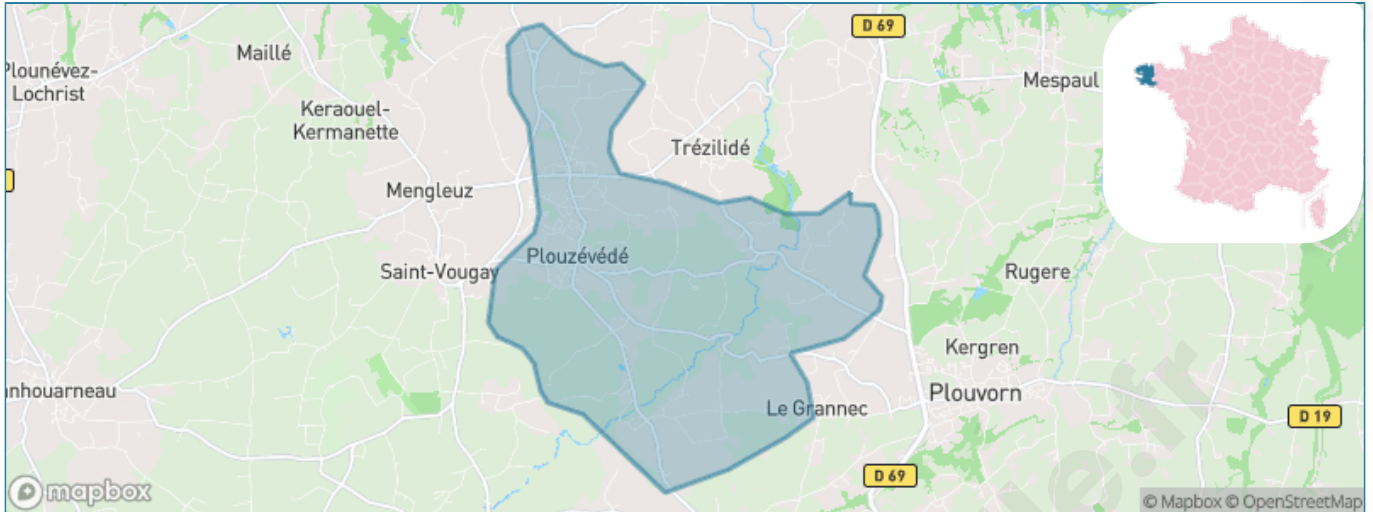 D 69
Maillé
Plounévez-
Lochrist
Mespaul
Keraouel-
Kermanette
Trézilidé
Mengleuz
Plouzévédé
Saint-Vougay
Rugere
Kergren
Plouvorn
Le Grannec
D 19
D 69
mapbox
© Mapbox © OpenStreetMap